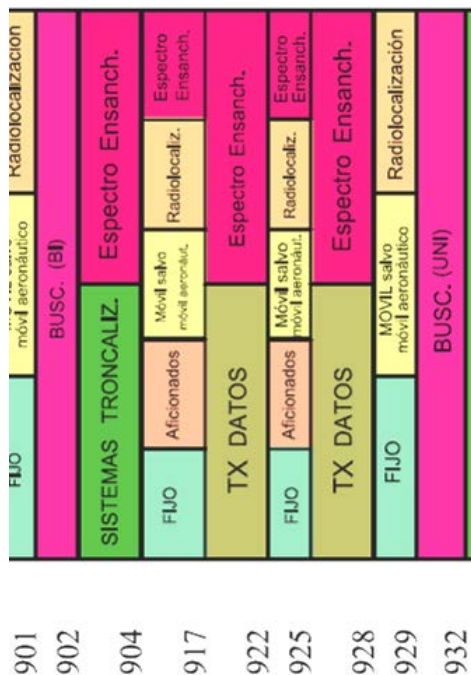 901
FIJO
móvil aeronáutico
Radiolocalización
902
BUSC. (BI)
904
SISTEMAS TRONCALIZ.
Espectro Ensanch.
917
FIJO
Aficionados
Móvil salvo
móvil aeronáut.
Radiolocaliz.
Espectro
Ensanch.
922
TX DATOS
Espectro Ensanch.
925
FIJO
Aficionados
Móvil salvo
móvil aeronáut.
Radiolocaliz.
Espectro
Ensanch.
928
TX DATOS
Espectro Ensanch.
929
FIJO
MOVIL salvo
móvil aeronáutico
Radiolocalización
932
BUSC. (UNI)